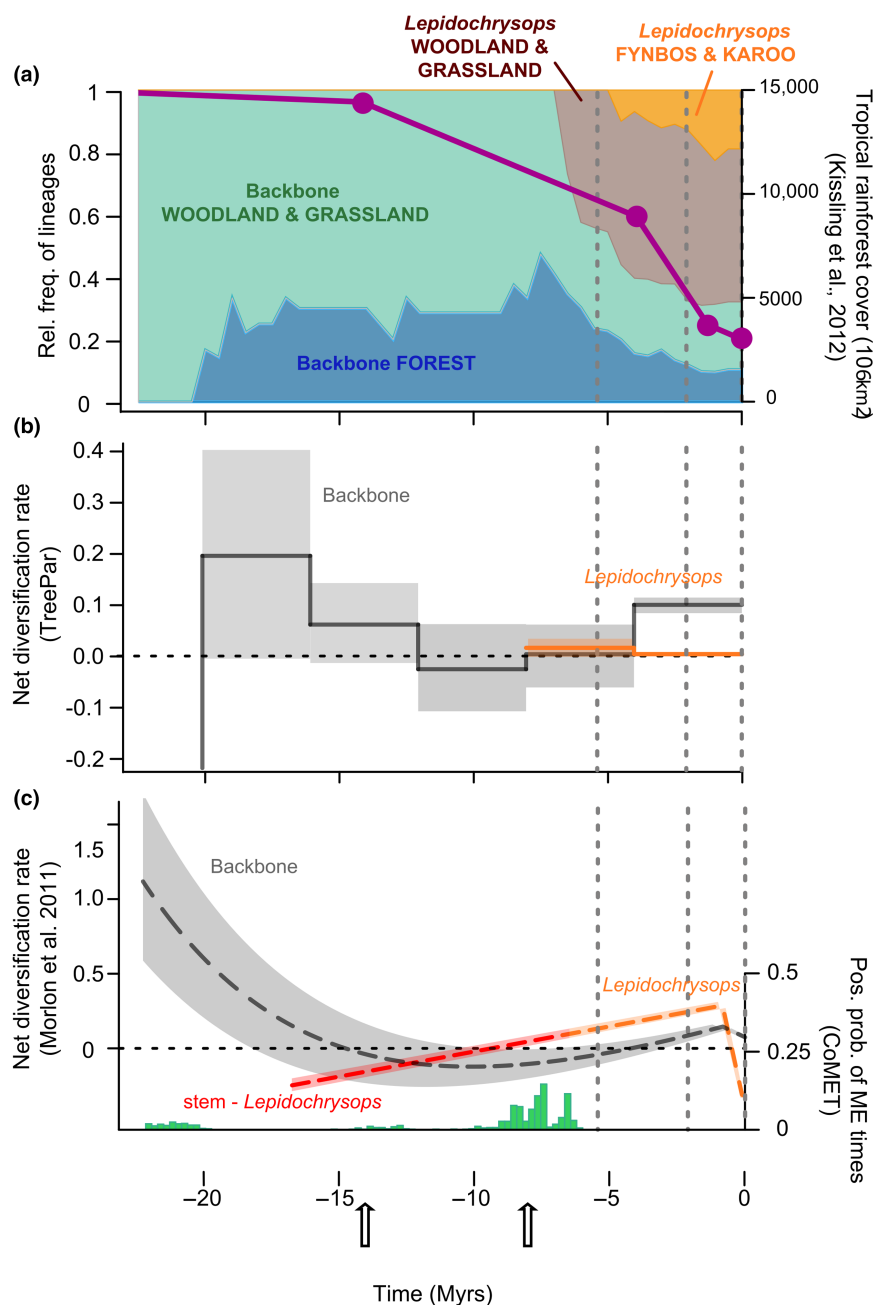 Lepidochrysops
WOODLAND &
GRASSLAND
Lepidochrysops
FYNBOS & KAROO
(a)
Rel. freq. of lineages
1
0.8
0.6
0.4
0.2
0
Backbone
WOODLAND & GRASSLAND
Backbone FOREST
15,000
10,000
5000
0
Tropical rainforest cover (106km2)
(Kissling et al., 2012)
(b)
Net diversification rate
(TreePar)
0.4
0.3
0.2
0.1
0.0
-0.1
-0.2
Backbone
Lepidochrysops
(c)
Net diversification rate
(Morlon et al. 2011)
1.5
1.0
0.5
0
Backbone
Lepidochrysops
stem - Lepidochrysops
0.5
0.25
0
Pos. prob. of ME times
(CoMET)
−20
−15
−10
−5
0
Time (Myrs)